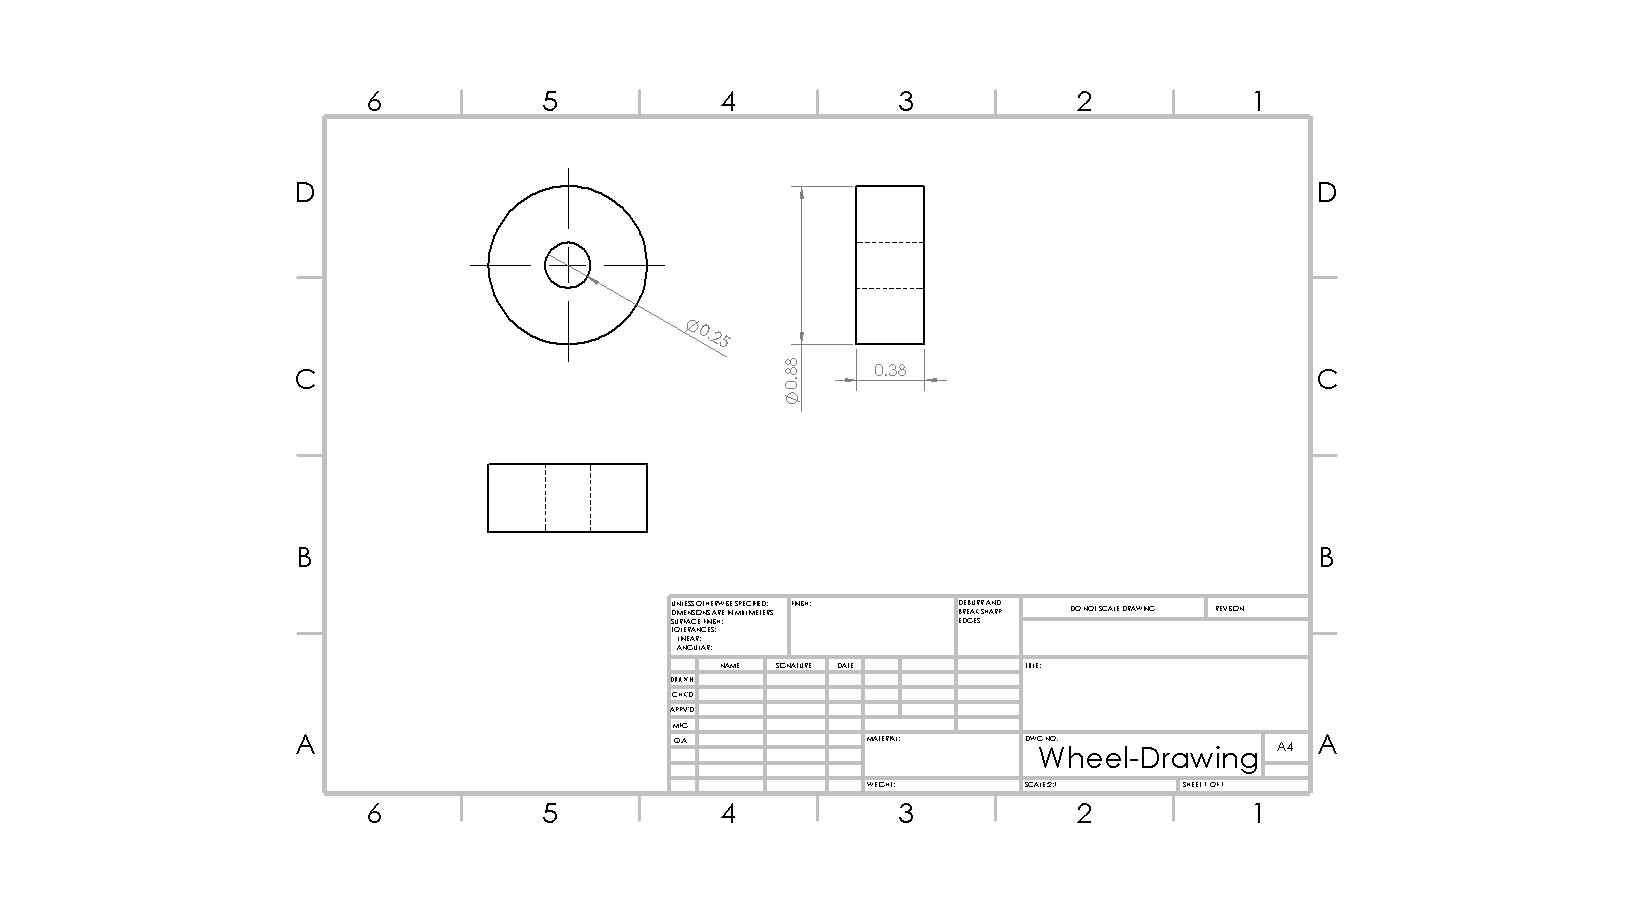 6 5 4 3 2 1
D D
⌀0.25
⌀0.88
0.38
C C
B B
UNLESS OTHERWISE SPECIFIED:
DIMENSIONS ARE IN MILLIMETERS
SURFACE FINISH:
TOLERANCES:
LINEAR:
ANGULAR:
FINISH:
DEBURR AND
BREAK SHARP
EDGES
DO NOT SCALE DRAWING
REVISION
NAME SIGNATURE DATE
TITLE:
DRAWN
CHK'D
APPV'D
MFG
Q.A
MATERIAL:
DWG NO.
Wheel-Drawing
A4
A A
WEIGHT:
SCALE:2:1
SHEET 1 OF 1
6 5 4 3 2 1